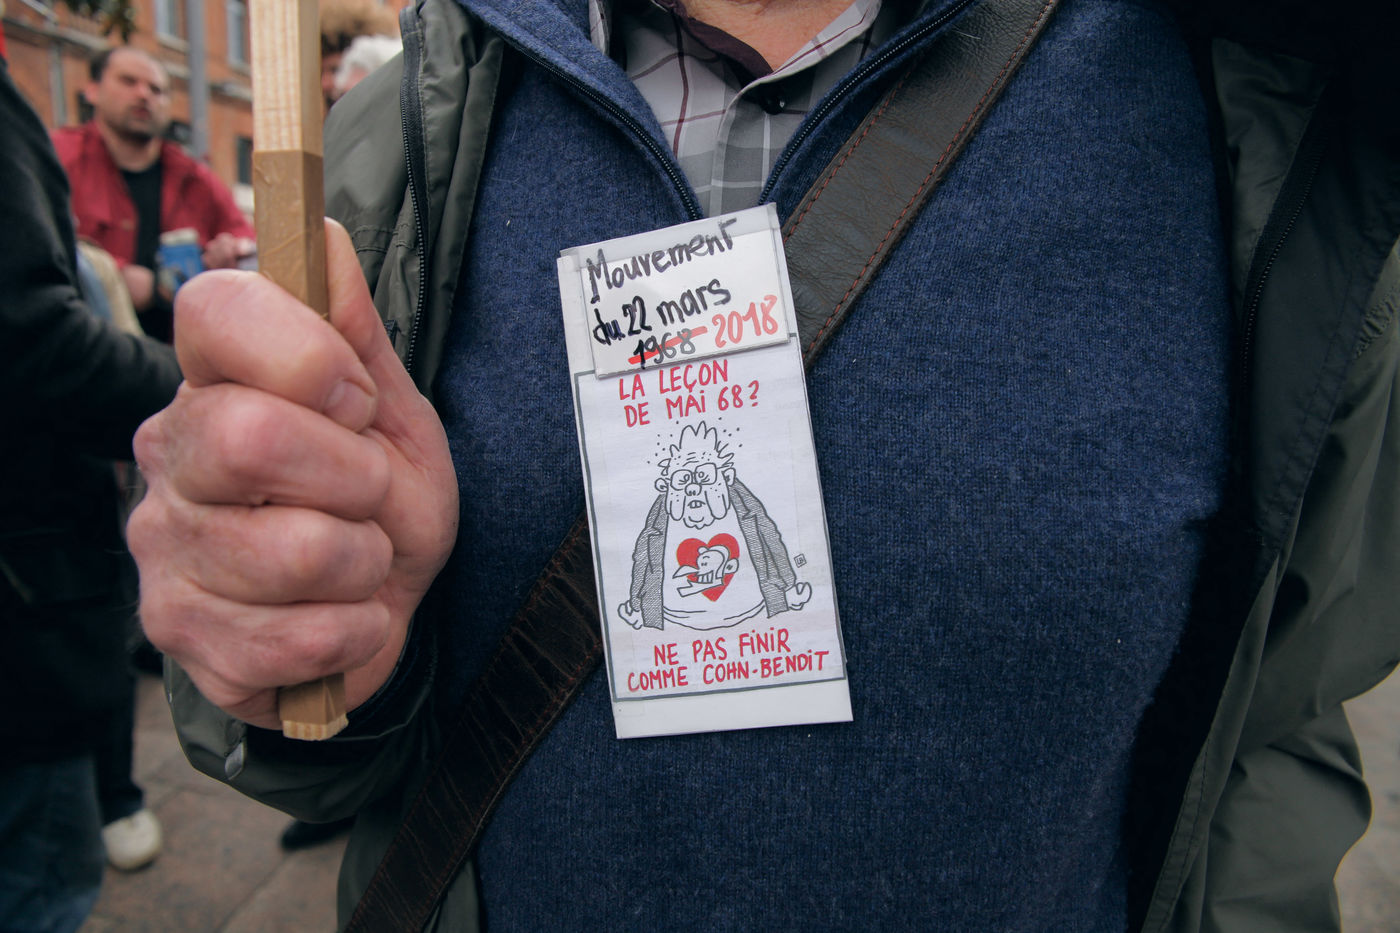 Mouvement
du 22 mars
1968 2018
LA LEÇON
DE MAi 68?
NE PAS FiNiR
COMME COHN-BENDiT